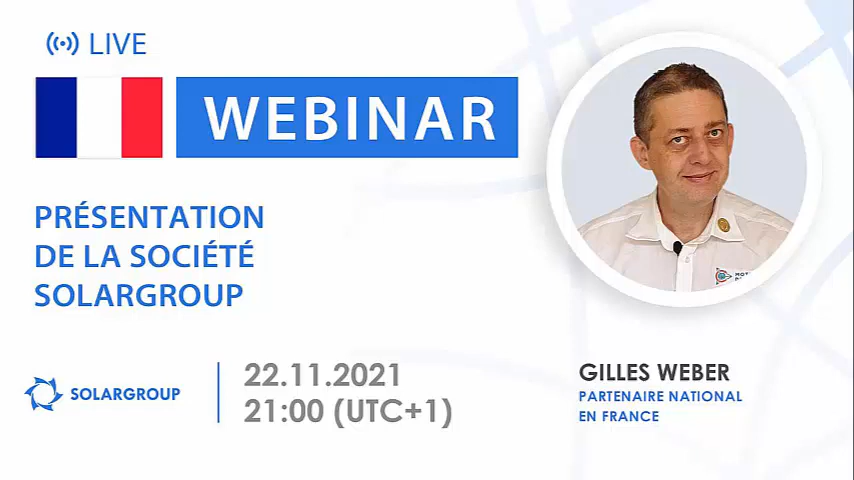 LIVE
WEBINAR
PRÉSENTATION
DE LA SOCIÉTÉ
SOLARGROUP
SOLARGROUP
22.11.2021
21:00 (UTC+1)
GILLES WEBER
PARTENAIRE NATIONAL
EN FRANCE